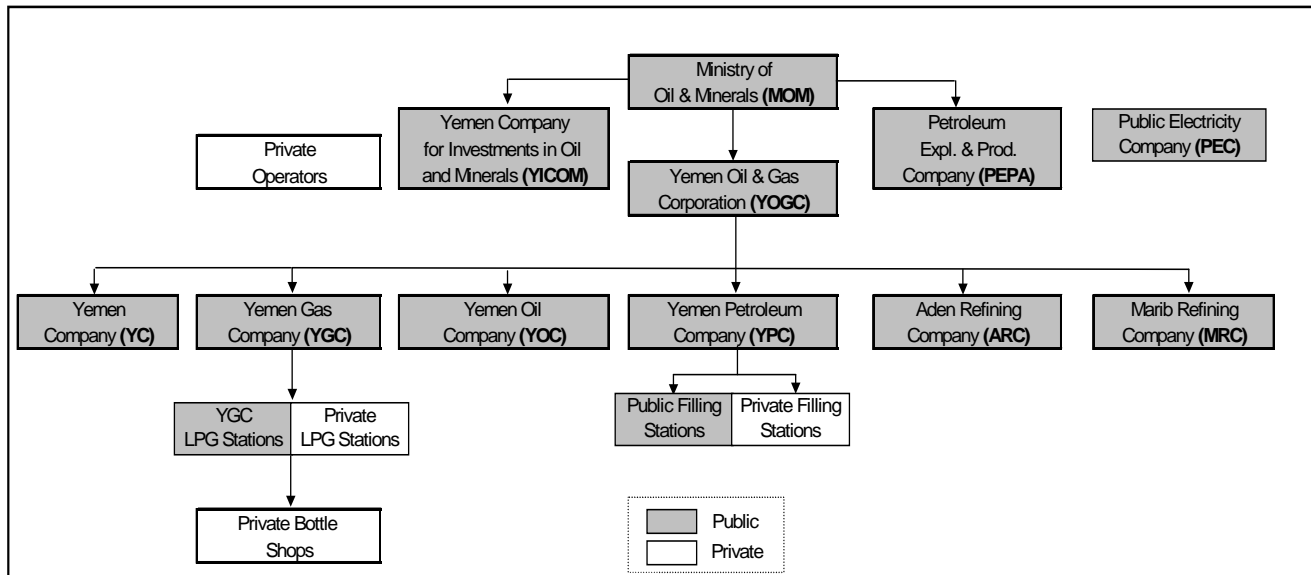 Ministry of
Oil & Minerals (MOM)
Yemen Company
for Investments in Oil
and Minerals (YICOM)
Petroleum
Expl. & Prod.
Company (PEPA)
Public Electricity
Company (PEC)
Private
Operators
Yemen Oil & Gas
Corporation (YOGC)
Yemen
Company (YC)
Yemen Gas
Company (YGC)
Yemen Oil
Company (YOC)
Yemen Petroleum
Company (YPC)
Aden Refining
Company (ARC)
Marib Refining
Company (MRC)
YGC
LPG Stations
Private
LPG Stations
Public Filling
Stations
Private Filling
Stations
Private Bottle
Shops
Public
Private